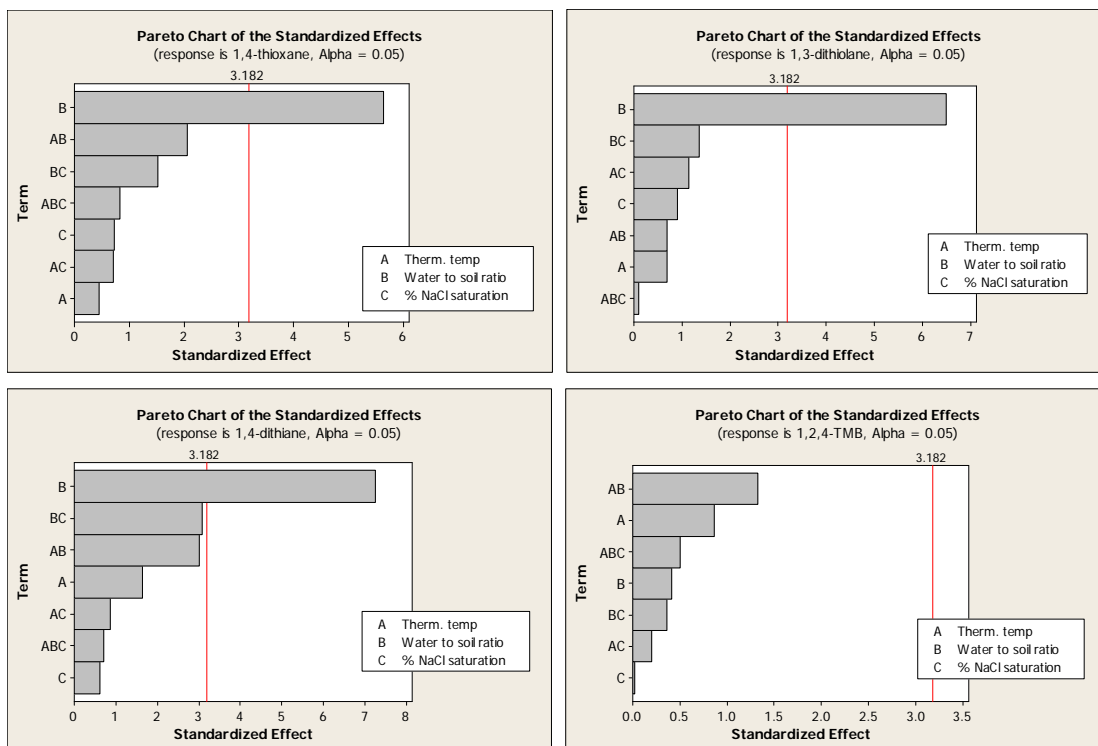 Pareto Chart of the Standardized Effects
(response is 1,4-thioxane, Alpha = 0.05)
3.182
Term
B
AB
BC
ABC
C
AC
A
A Therm. temp
B Water to soil ratio
C % NaCl saturation
0 1 2 3 4 5 6
Standardized Effect
Pareto Chart of the Standardized Effects
(response is 1,3-dithiolane, Alpha = 0.05)
3.182
Term
B
BC
AC
C
AB
A
ABC
A Therm. temp
B Water to soil ratio
C % NaCl saturation
0 1 2 3 4 5 6 7
Standardized Effect
Pareto Chart of the Standardized Effects
(response is 1,4-dithiane, Alpha = 0.05)
3.182
Term
B
BC
AB
A
AC
ABC
C
A Therm. temp
B Water to soil ratio
C % NaCl saturation
0 1 2 3 4 5 6 7 8
Standardized Effect
Pareto Chart of the Standardized Effects
(response is 1,2,4-TMB, Alpha = 0.05)
3.182
Term
AB
A
ABC
B
BC
AC
C
A Therm. temp
B Water to soil ratio
C % NaCl saturation
0.0 0.5 1.0 1.5 2.0 2.5 3.0 3.5
Standardized Effect